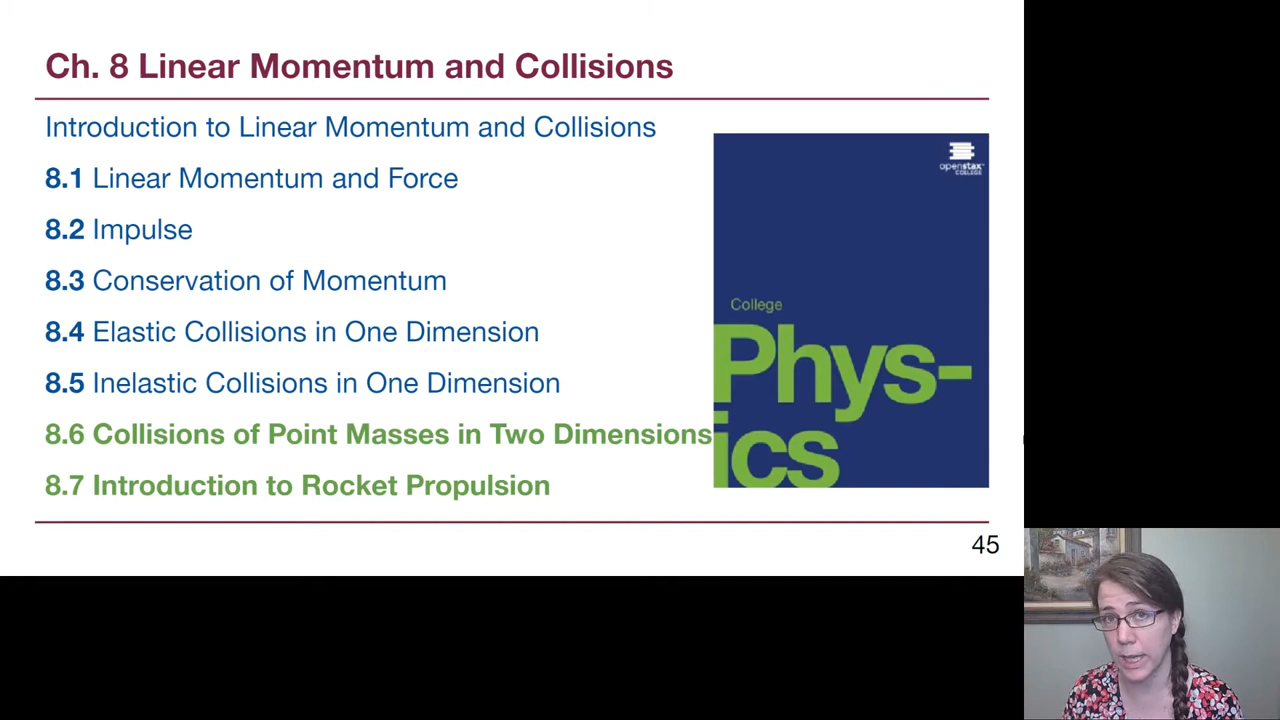 Ch. 8 Linear Momentum and Collisions
Introduction to Linear Momentum and Collisions
8.1 Linear Momentum and Force
8.2 Impulse
8.3 Conservation of Momentum
8.4 Elastic Collisions in One Dimension
8.5 Inelastic Collisions in One Dimension
8.6 Collisions of Point Masses in Two Dimensions
8.7 Introduction to Rocket Propulsion
openstax
COLLEGE
College
Phys-
ics
45